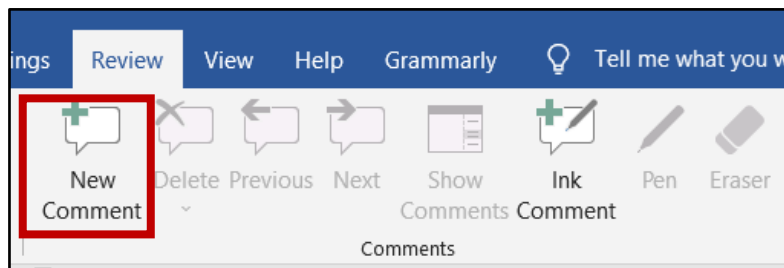 ings Review View Help Grammarly Tell me what you w
New Delete Previous Next Show Ink Pen Eraser
Comment Comments Comment
Comments